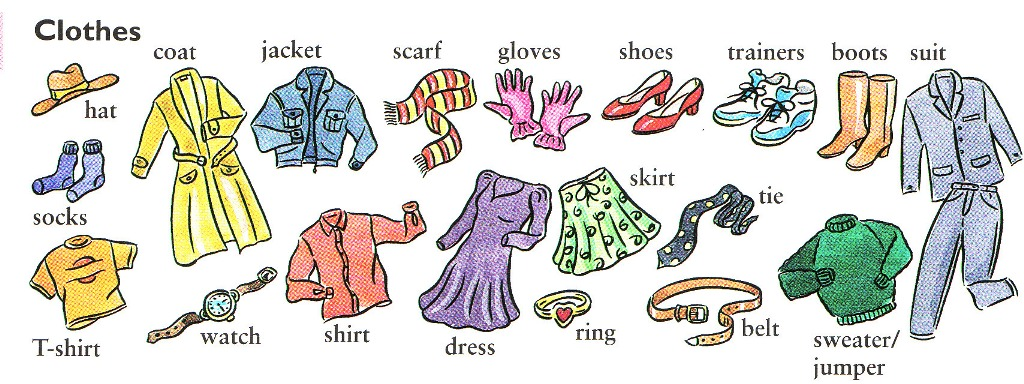 Clothes
coat
jacket
scarf
gloves
shoes
trainers
boots
suit
hat
socks
skirt
tie
T-shirt
watch
shirt
dress
ring
belt
sweater/
jumper